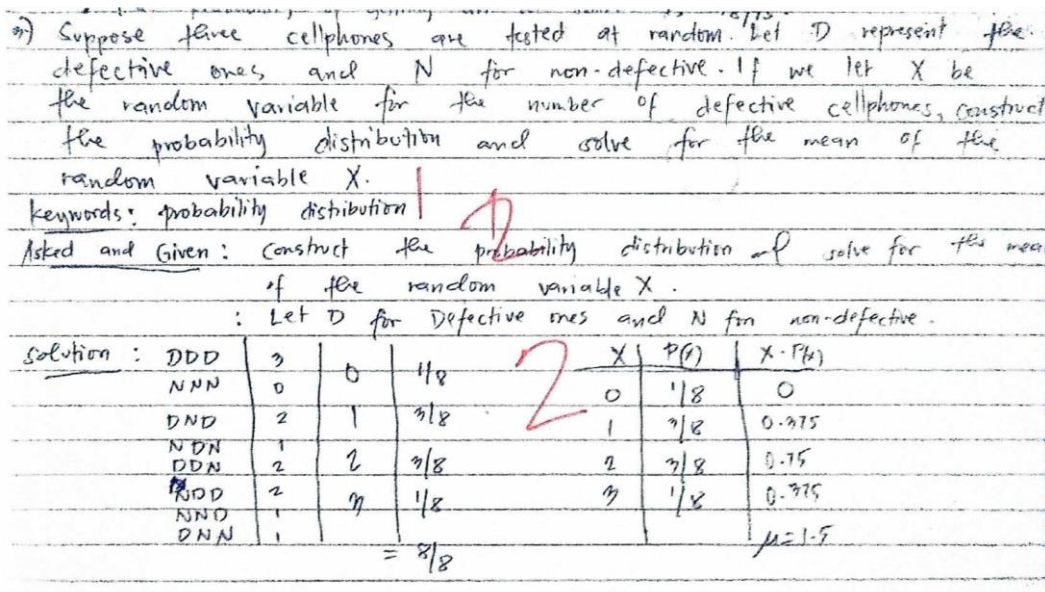 3) Suppose three cellphones are tested at random. Let D represent the
defective ones and N for non-defective. If we let X be
the random variable for the number of defective cellphones, construct
the probability distribution and solve for the mean of the
random variable X.
Keywords: probability distribution 1
2
Asked and Given: Construct the probability distribution & solve for the mea
of the random variable X.
: Let D for Defective ones and N for non-defective.
Solution : DDD 3 0 1/8 2 X P(X) X·P(x)
NNN 0 0 1/8 0
DND 2 1 3/8 1 3/8 0.375
NDN 1
DDN 2 2 3/8 2 3/8 0.75
NDD 2 3 1/8 3 1/8 0.375
NND 1
DNN 1 μ=1.5
= 8/8